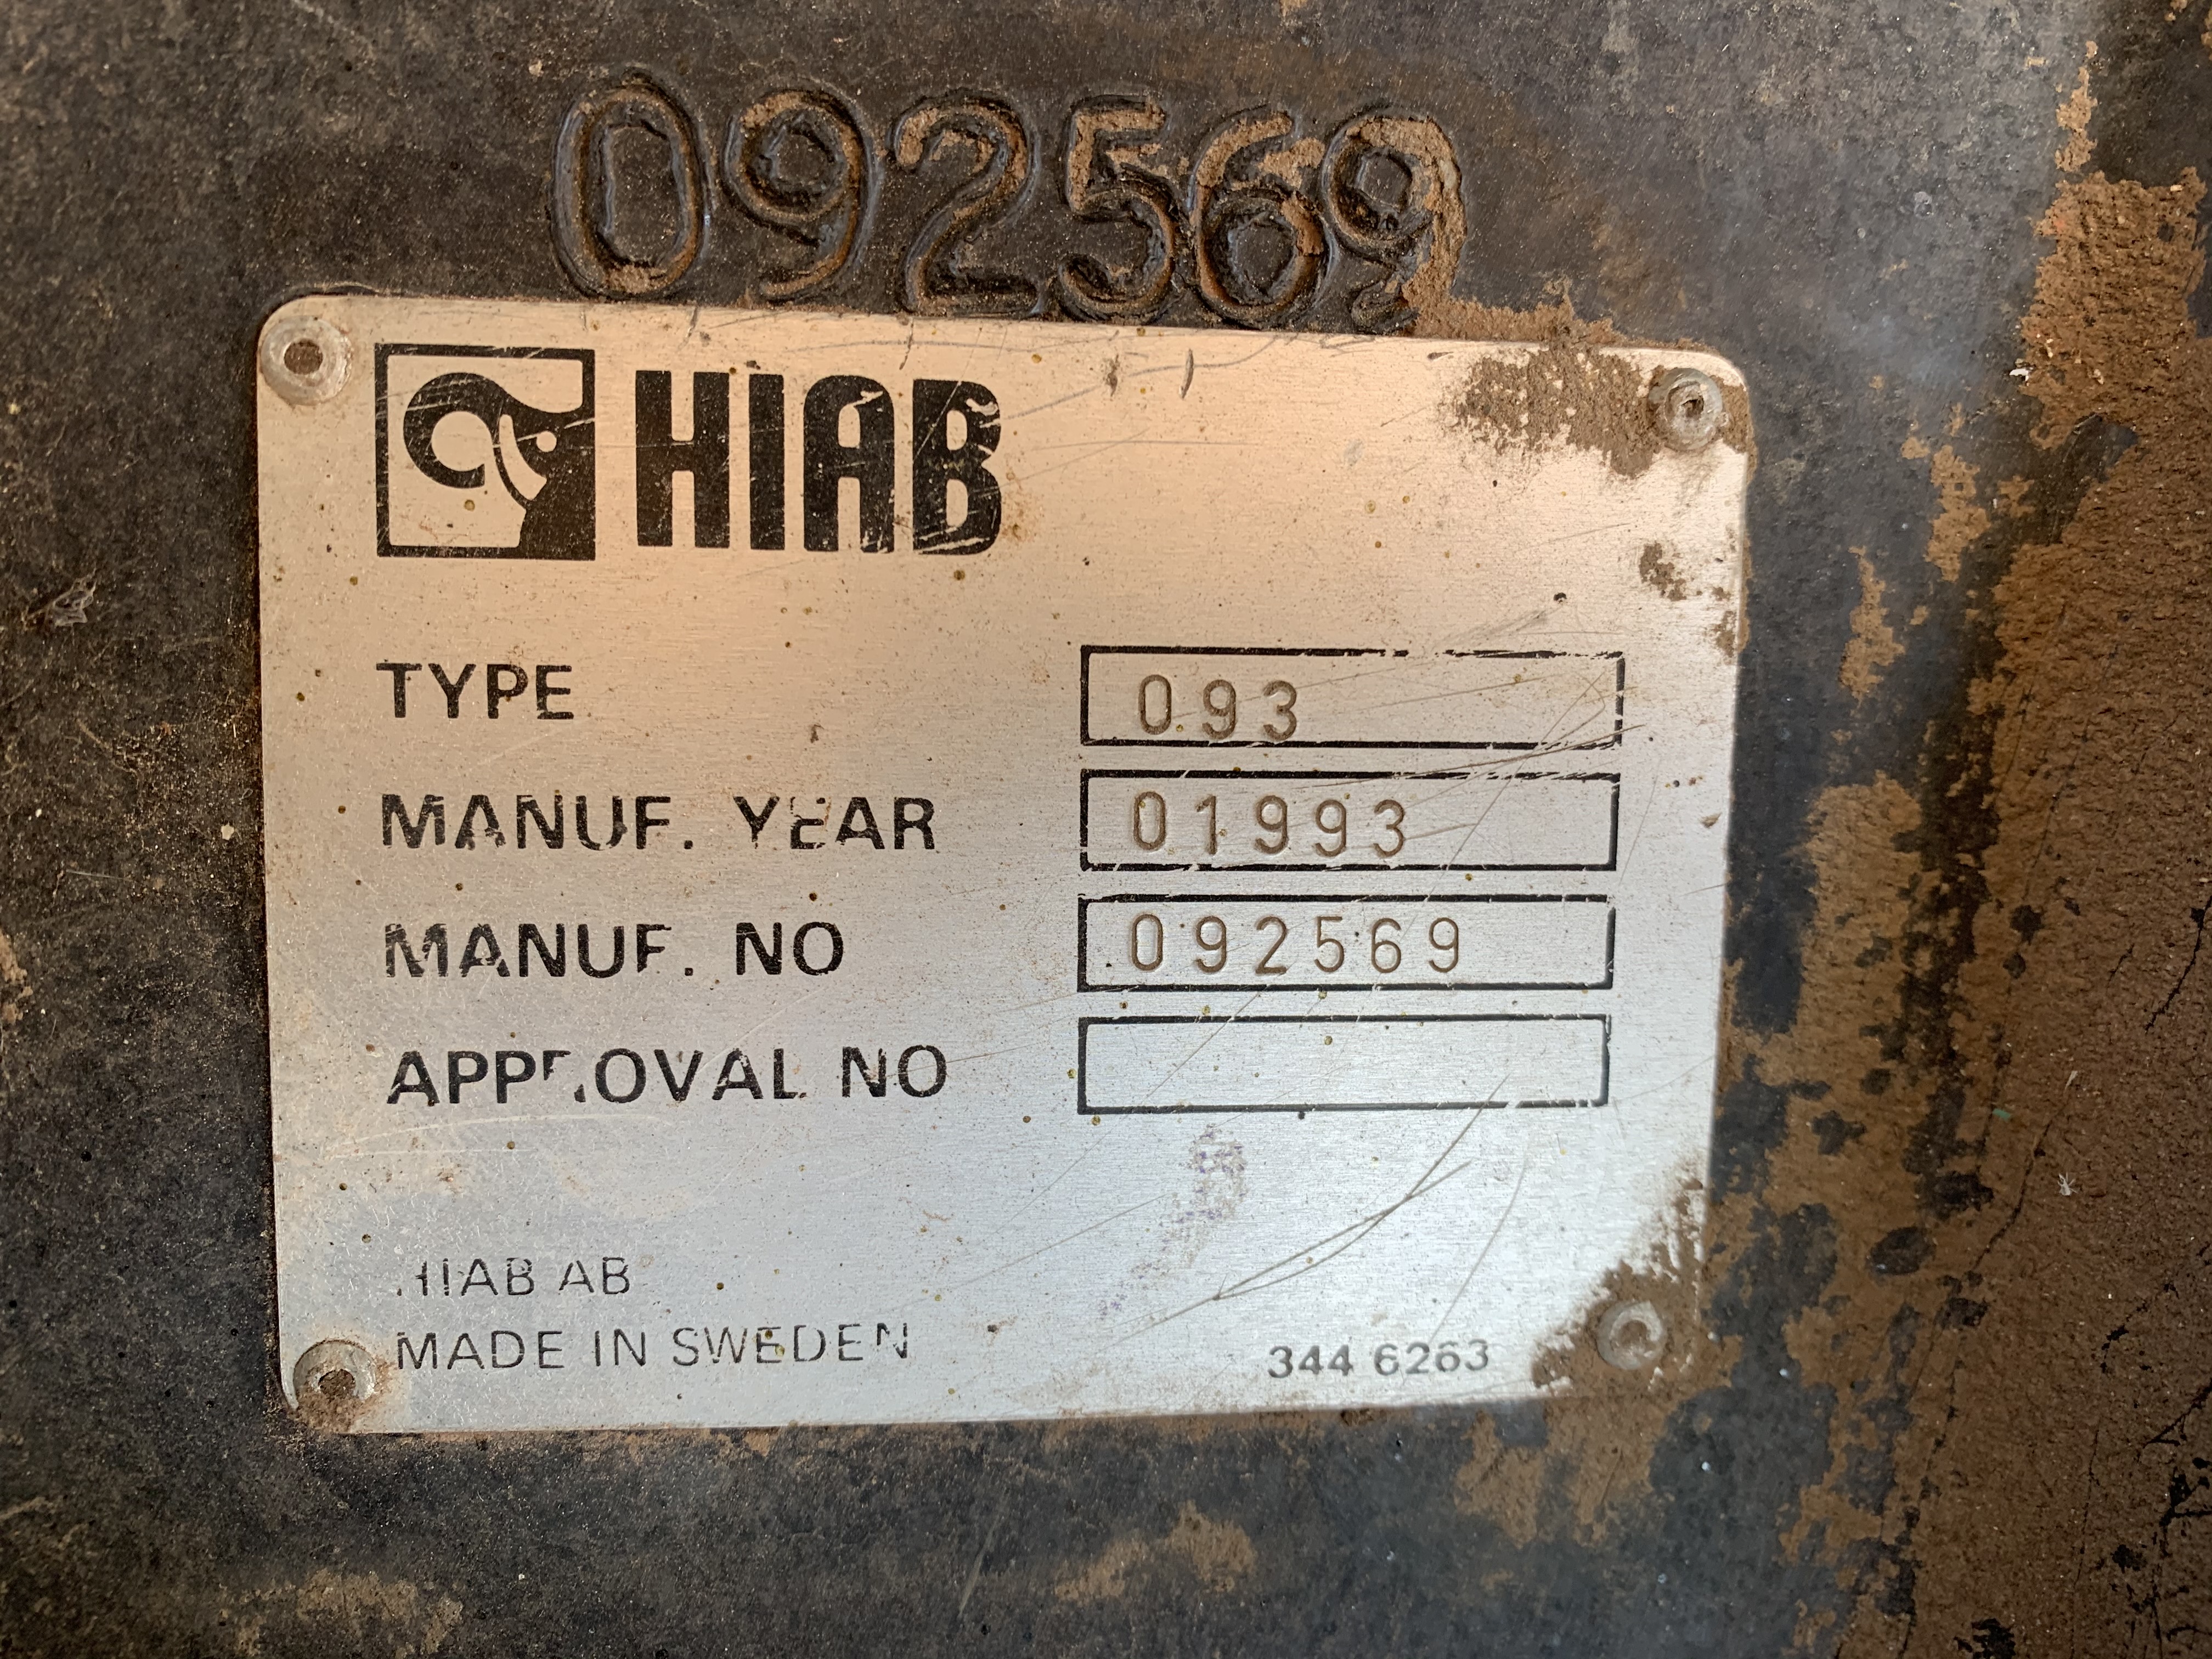 092569
HIAB
TYPE 093
MANUF. YEAR 01993
MANUF. NO 092569
APPROVAL NO
HIAB AB
MADE IN SWEDEN 344 6263